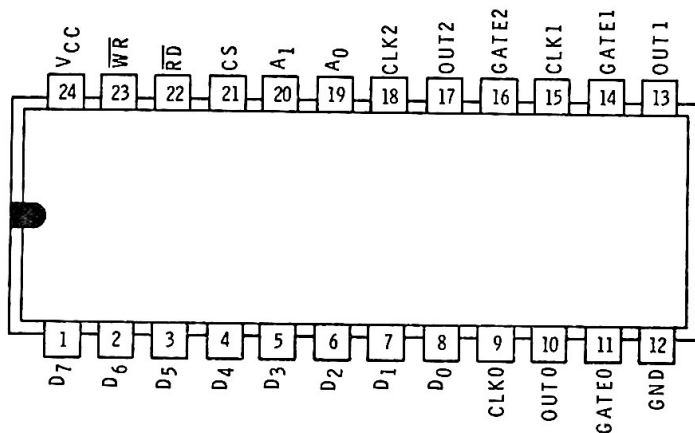 VCC WR RD CS A1 A0 CLK2 OUT2 GATE2 CLK1 GATE1 OUT1
24 23 22 21 20 19 18 17 16 15 14 13
1 2 3 4 5 6 7 8 9 10 11 12
D7 D6 D5 D4 D3 D2 D1 D0 CLK0 OUT0 GATE0 GND